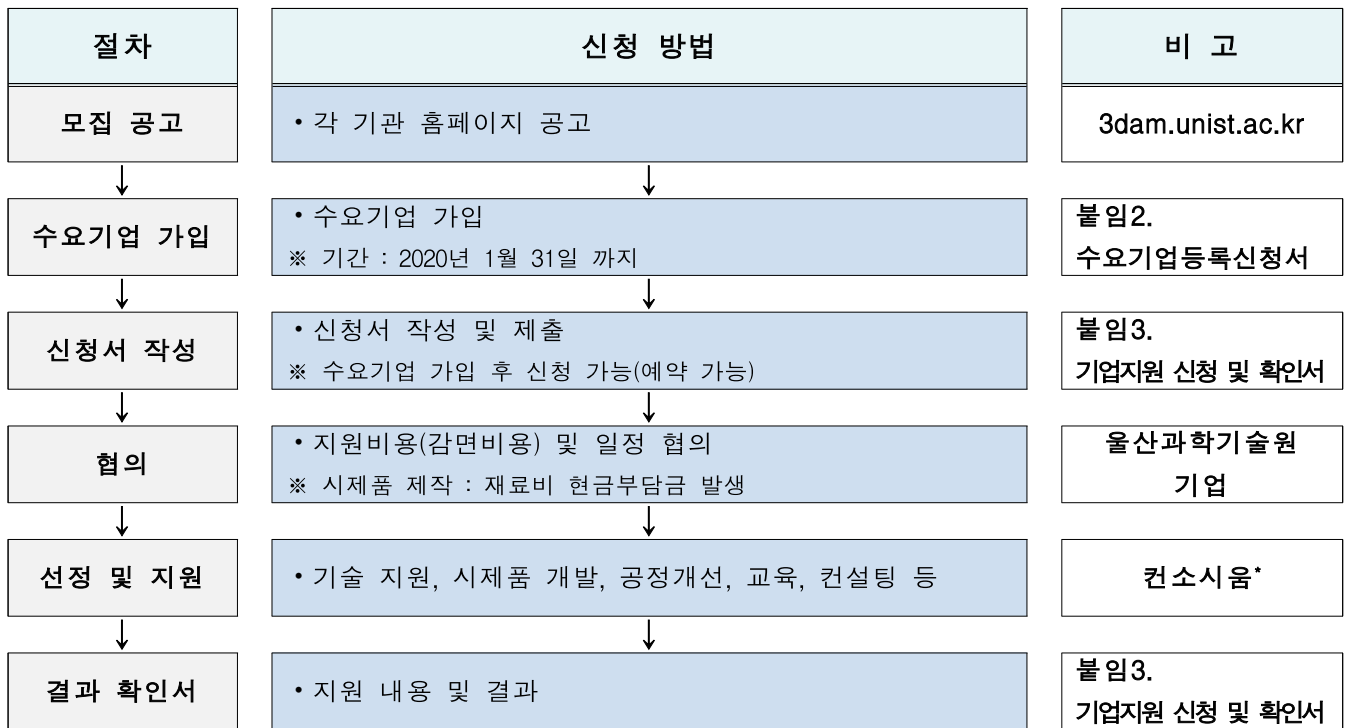 절차
신청 방법
비 고
모집 공고
• 각 기관 홈페이지 공고
3dam.unist.ac.kr
수요기업 가입
• 수요기업 가입
※ 기간 : 2020년 1월 31일 까지
붙임2.
수요기업등록신청서
신청서 작성
• 신청서 작성 및 제출
※ 수요기업 가입 후 신청 가능(예약 가능)
붙임3.
기업지원 신청 및 확인서
협의
• 지원비용(감면비용) 및 일정 협의
※ 시제품 제작 : 재료비 현금부담금 발생
울산과학기술원
기업
선정 및 지원
• 기술 지원, 시제품 개발, 공정개선, 교육, 컨설팅 등
컨소시움*
결과 확인서
• 지원 내용 및 결과
붙임3.
기업지원 신청 및 확인서